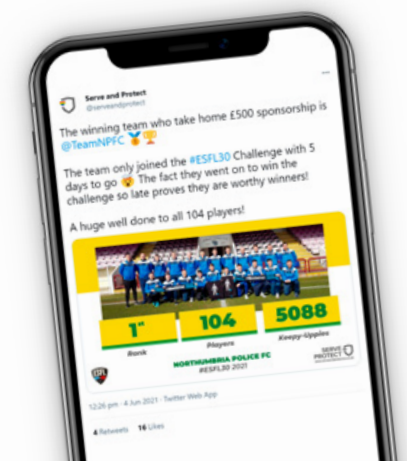 Serve and Protect
@serveandprotect
The winning team who take home £500 sponsorship is
@TeamNPFC 🏅🏆
The team only joined the #ESFL30 Challenge with 5
days to go 😮 The fact they went on to win the
challenge so late proves they are worthy winners!
A huge well done to all 104 players!
1st 104 5088
Rank Players Keepy-Uppies
NORTHUMBRIA POLICE FC
#ESFL30 2021
ESFL
SERVE
PROTECT
12:26 pm · 4 Jun 2021 · Twitter Web App
4 Retweets 16 Likes